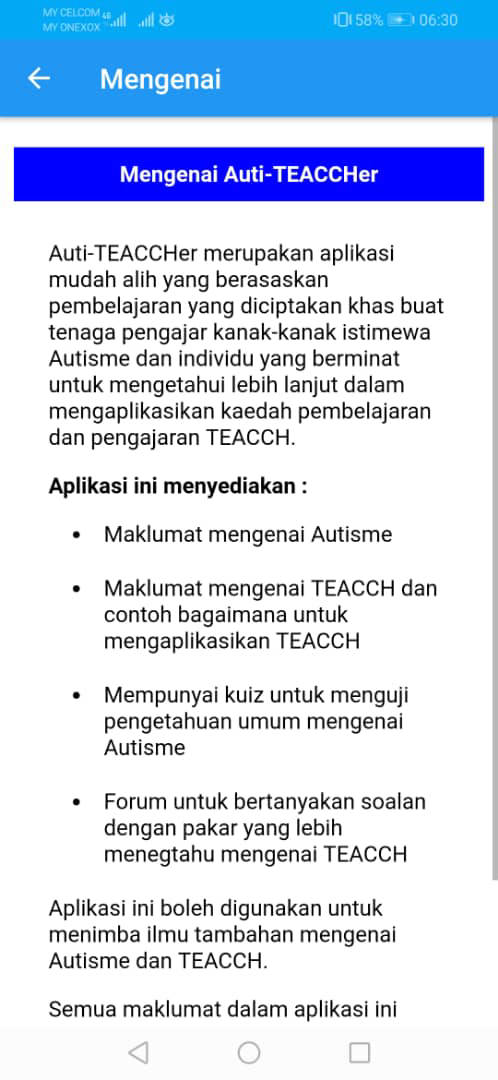 MY CELCOM 4G
MY ONEXOX
58% 06:30
Mengenai
Mengenai Auti-TEACCHer
Auti-TEACCHer merupakan aplikasi
mudah alih yang berasaskan
pembelajaran yang diciptakan khas buat
tenaga pengajar kanak-kanak istimewa
Autisme dan individu yang berminat
untuk mengetahui lebih lanjut dalam
mengaplikasikan kaedah pembelajaran
dan pengajaran TEACCH.
Aplikasi ini menyediakan :
• Maklumat mengenai Autisme
• Maklumat mengenai TEACCH dan
contoh bagaimana untuk
mengaplikasikan TEACCH
• Mempunyai kuiz untuk menguji
pengetahuan umum mengenai
Autisme
• Forum untuk bertanyakan soalan
dengan pakar yang lebih
menegtahu mengenai TEACCH
Aplikasi ini boleh digunakan untuk
menimba ilmu tambahan mengenai
Autisme dan TEACCH.
Semua maklumat dalam aplikasi ini